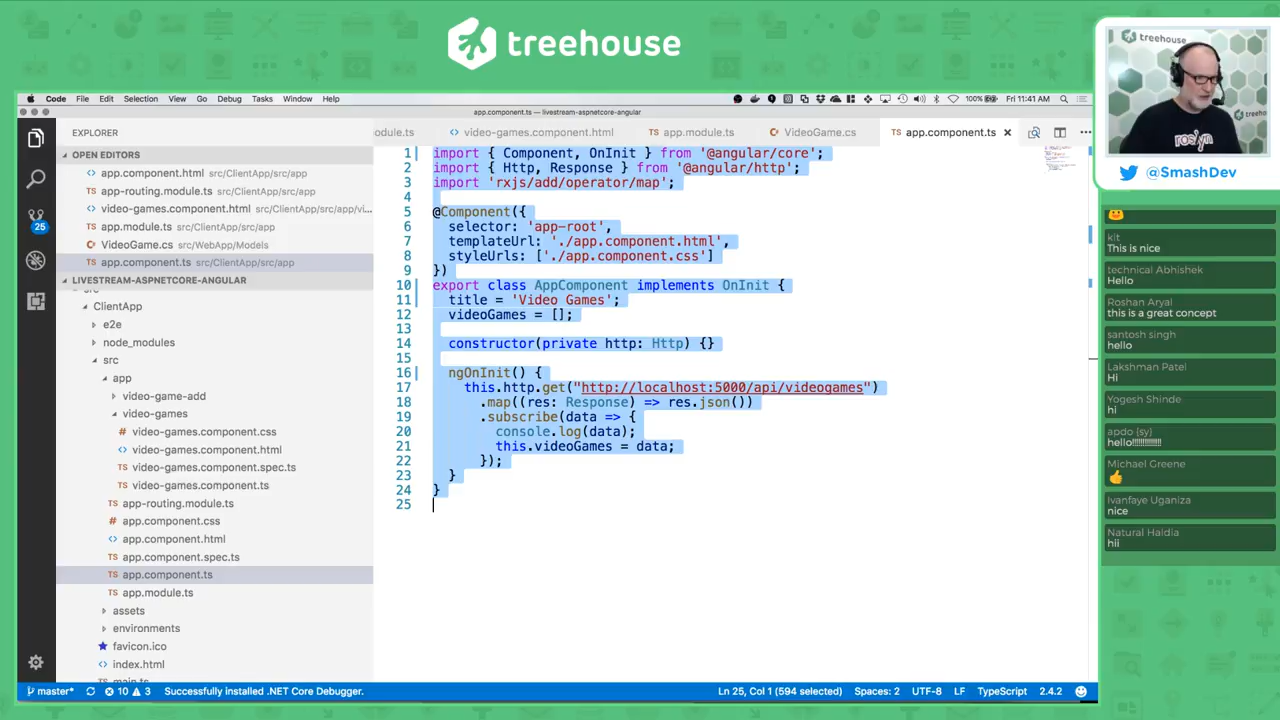 treehouse
Code File Edit Selection View Go Debug Tasks Window Help
100% Fri 11:41 AM
app.component.ts — livestream-aspnetcore-angular
EXPLORER
odule.ts video-games.component.html app.module.ts VideoGame.cs app.component.ts
OPEN EDITORS
app.component.html src/ClientApp/src/app
app-routing.module.ts src/ClientApp/src/app
video-games.component.html src/ClientApp/src/app/vi...
app.module.ts src/ClientApp/src/app
VideoGame.cs src/WebApp/Models
app.component.ts src/ClientApp/src/app
LIVESTREAM-ASPNETCORE-ANGULAR
src
ClientApp
e2e
node_modules
src
app
video-game-add
video-games
video-games.component.css
video-games.component.html
video-games.component.spec.ts
video-games.component.ts
app-routing.module.ts
app.component.css
app.component.html
app.component.spec.ts
app.component.ts
app.module.ts
assets
environments
favicon.ico
index.html
main.ts
25
1 import { Component, OnInit } from '@angular/core';
2 import { Http, Response } from '@angular/http';
3 import 'rxjs/add/operator/map';
4
5 @Component({
6 selector: 'app-root',
7 templateUrl: './app.component.html',
8 styleUrls: ['./app.component.css']
9 })
10 export class AppComponent implements OnInit {
11 title = 'Video Games';
12 videoGames = [];
13
14 constructor(private http: Http) {}
15
16 ngOnInit() {
17 this.http.get("http://localhost:5000/api/videogames")
18 .map((res: Response) => res.json())
19 .subscribe(data => {
20 console.log(data);
21 this.videoGames = data;
22 });
23 }
24 }
25
master* 10 3 Successfully installed .NET Core Debugger.
Ln 25, Col 1 (594 selected) Spaces: 2 UTF-8 LF TypeScript 2.4.2
treehouse
roslyn
@SmashDev
kit
This is nice
technical Abhishek
Hello
Roshan Aryal
this is a great concept
santosh singh
hello
Lakshman Patel
Hi
Yogesh Shinde
hi
apdo {sy}
hello!!!!!!!!!!!!!
Michael Greene
👍
Ivanfaye Uganiza
nice
Natural Haldia
hii